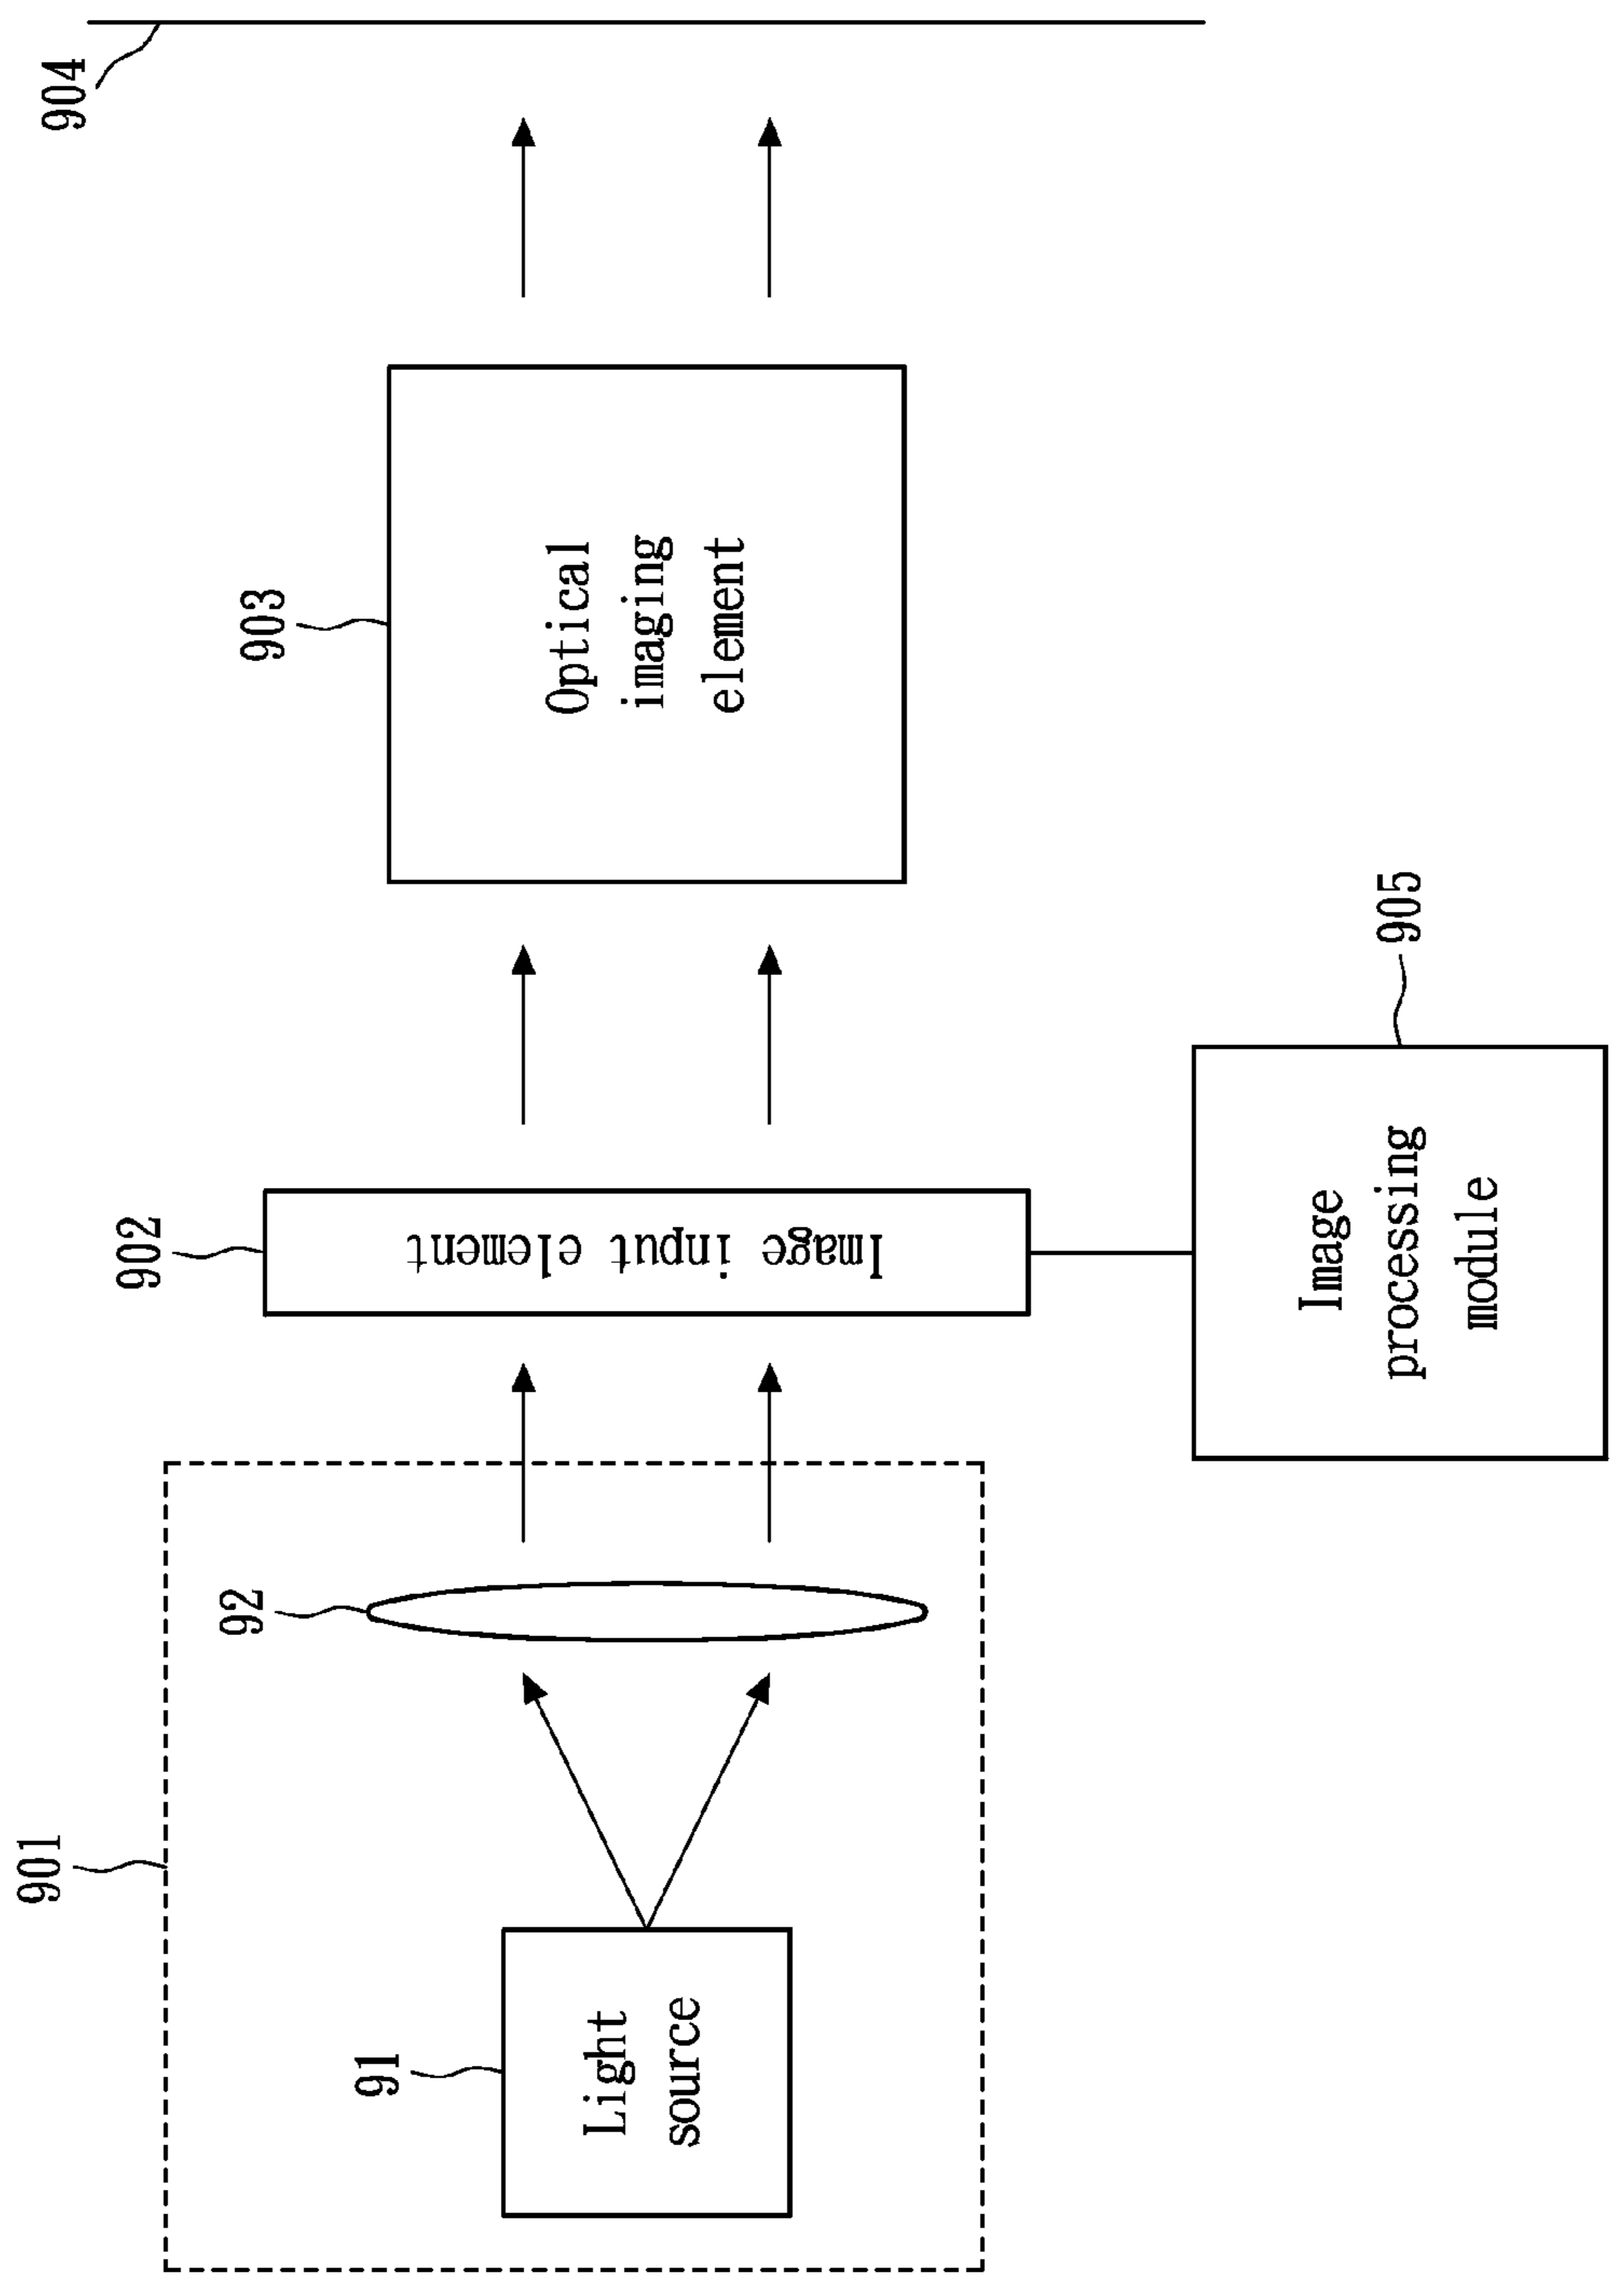 901
91
Light
source
92
902
Image input element
903
Optical
imaging
element
904
905
Image
processing
module